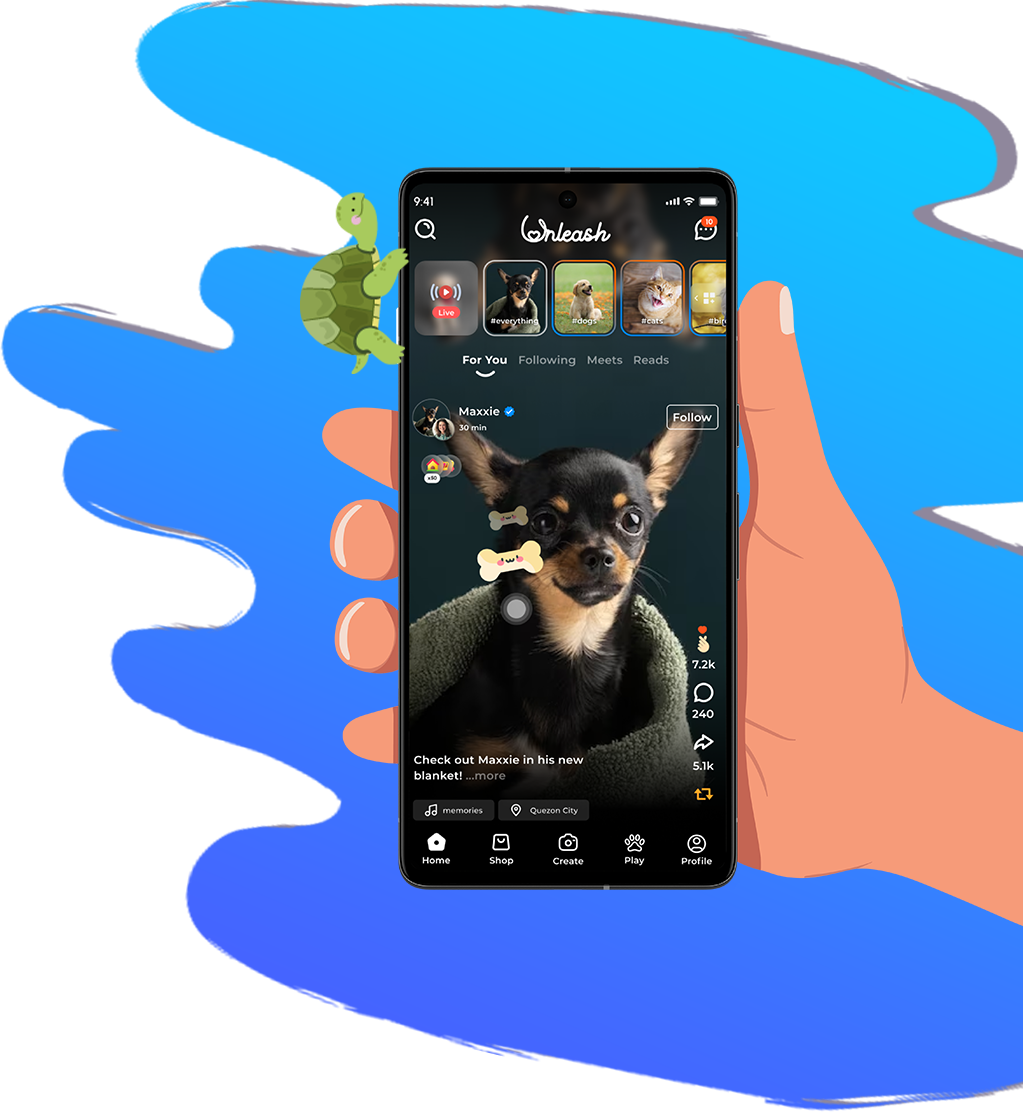 9:41
Unleash
10
Live
#everything
#dogs
#cats
#bir
For You Following Meets Reads
Maxxie
30 min
Follow
x50
7.2k
240
5.1k
Check out Maxxie in his new
blanket! ...more
memories
Quezon City
Home Shop Create Play Profile